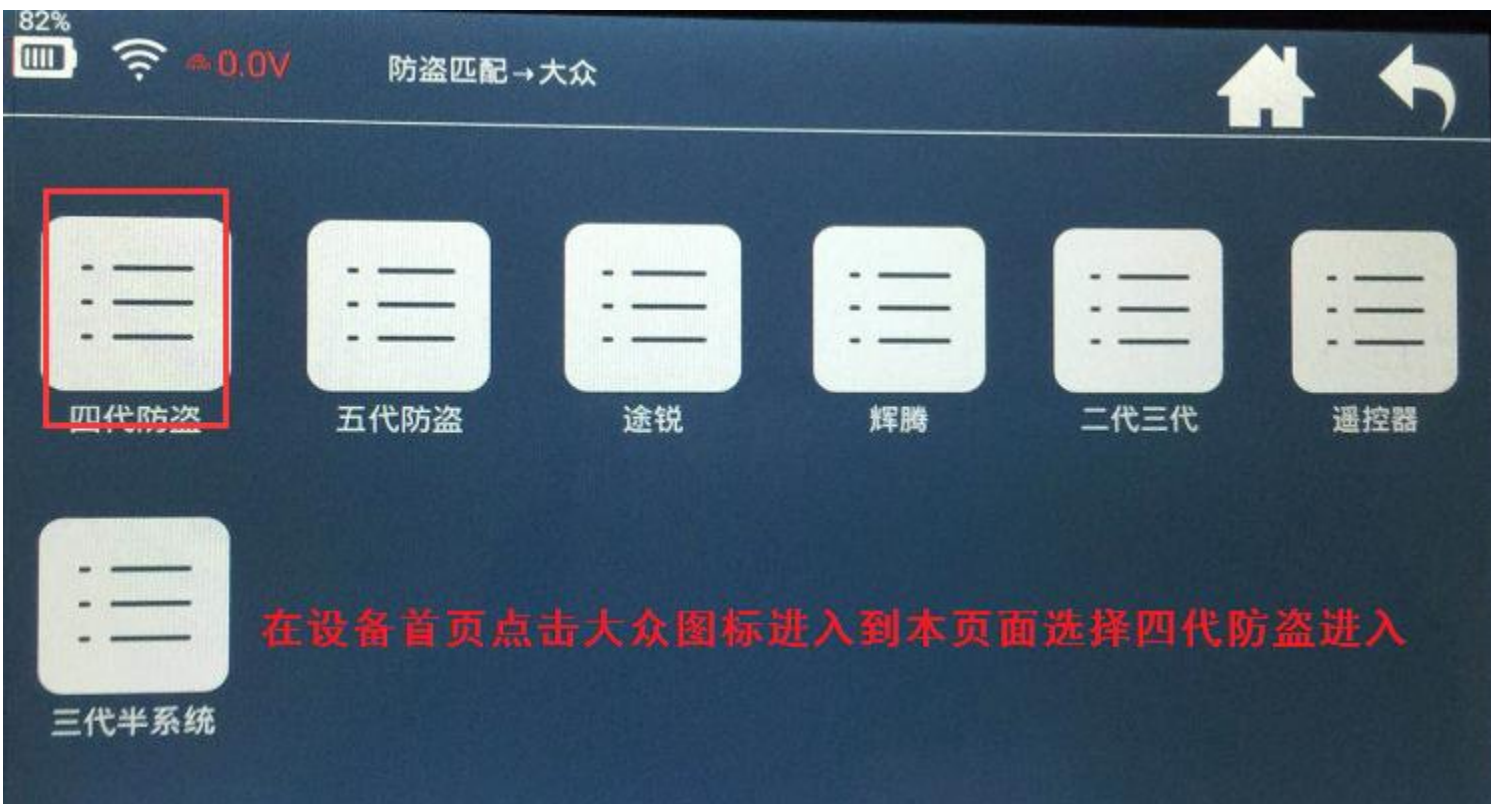 82%
0.0V
防盗匹配→大众
四代防盗
五代防盗
途锐
辉腾
二代三代
遥控器
在设备首页点击大众图标进入到本页面选择四代防盗进入
三代半系统